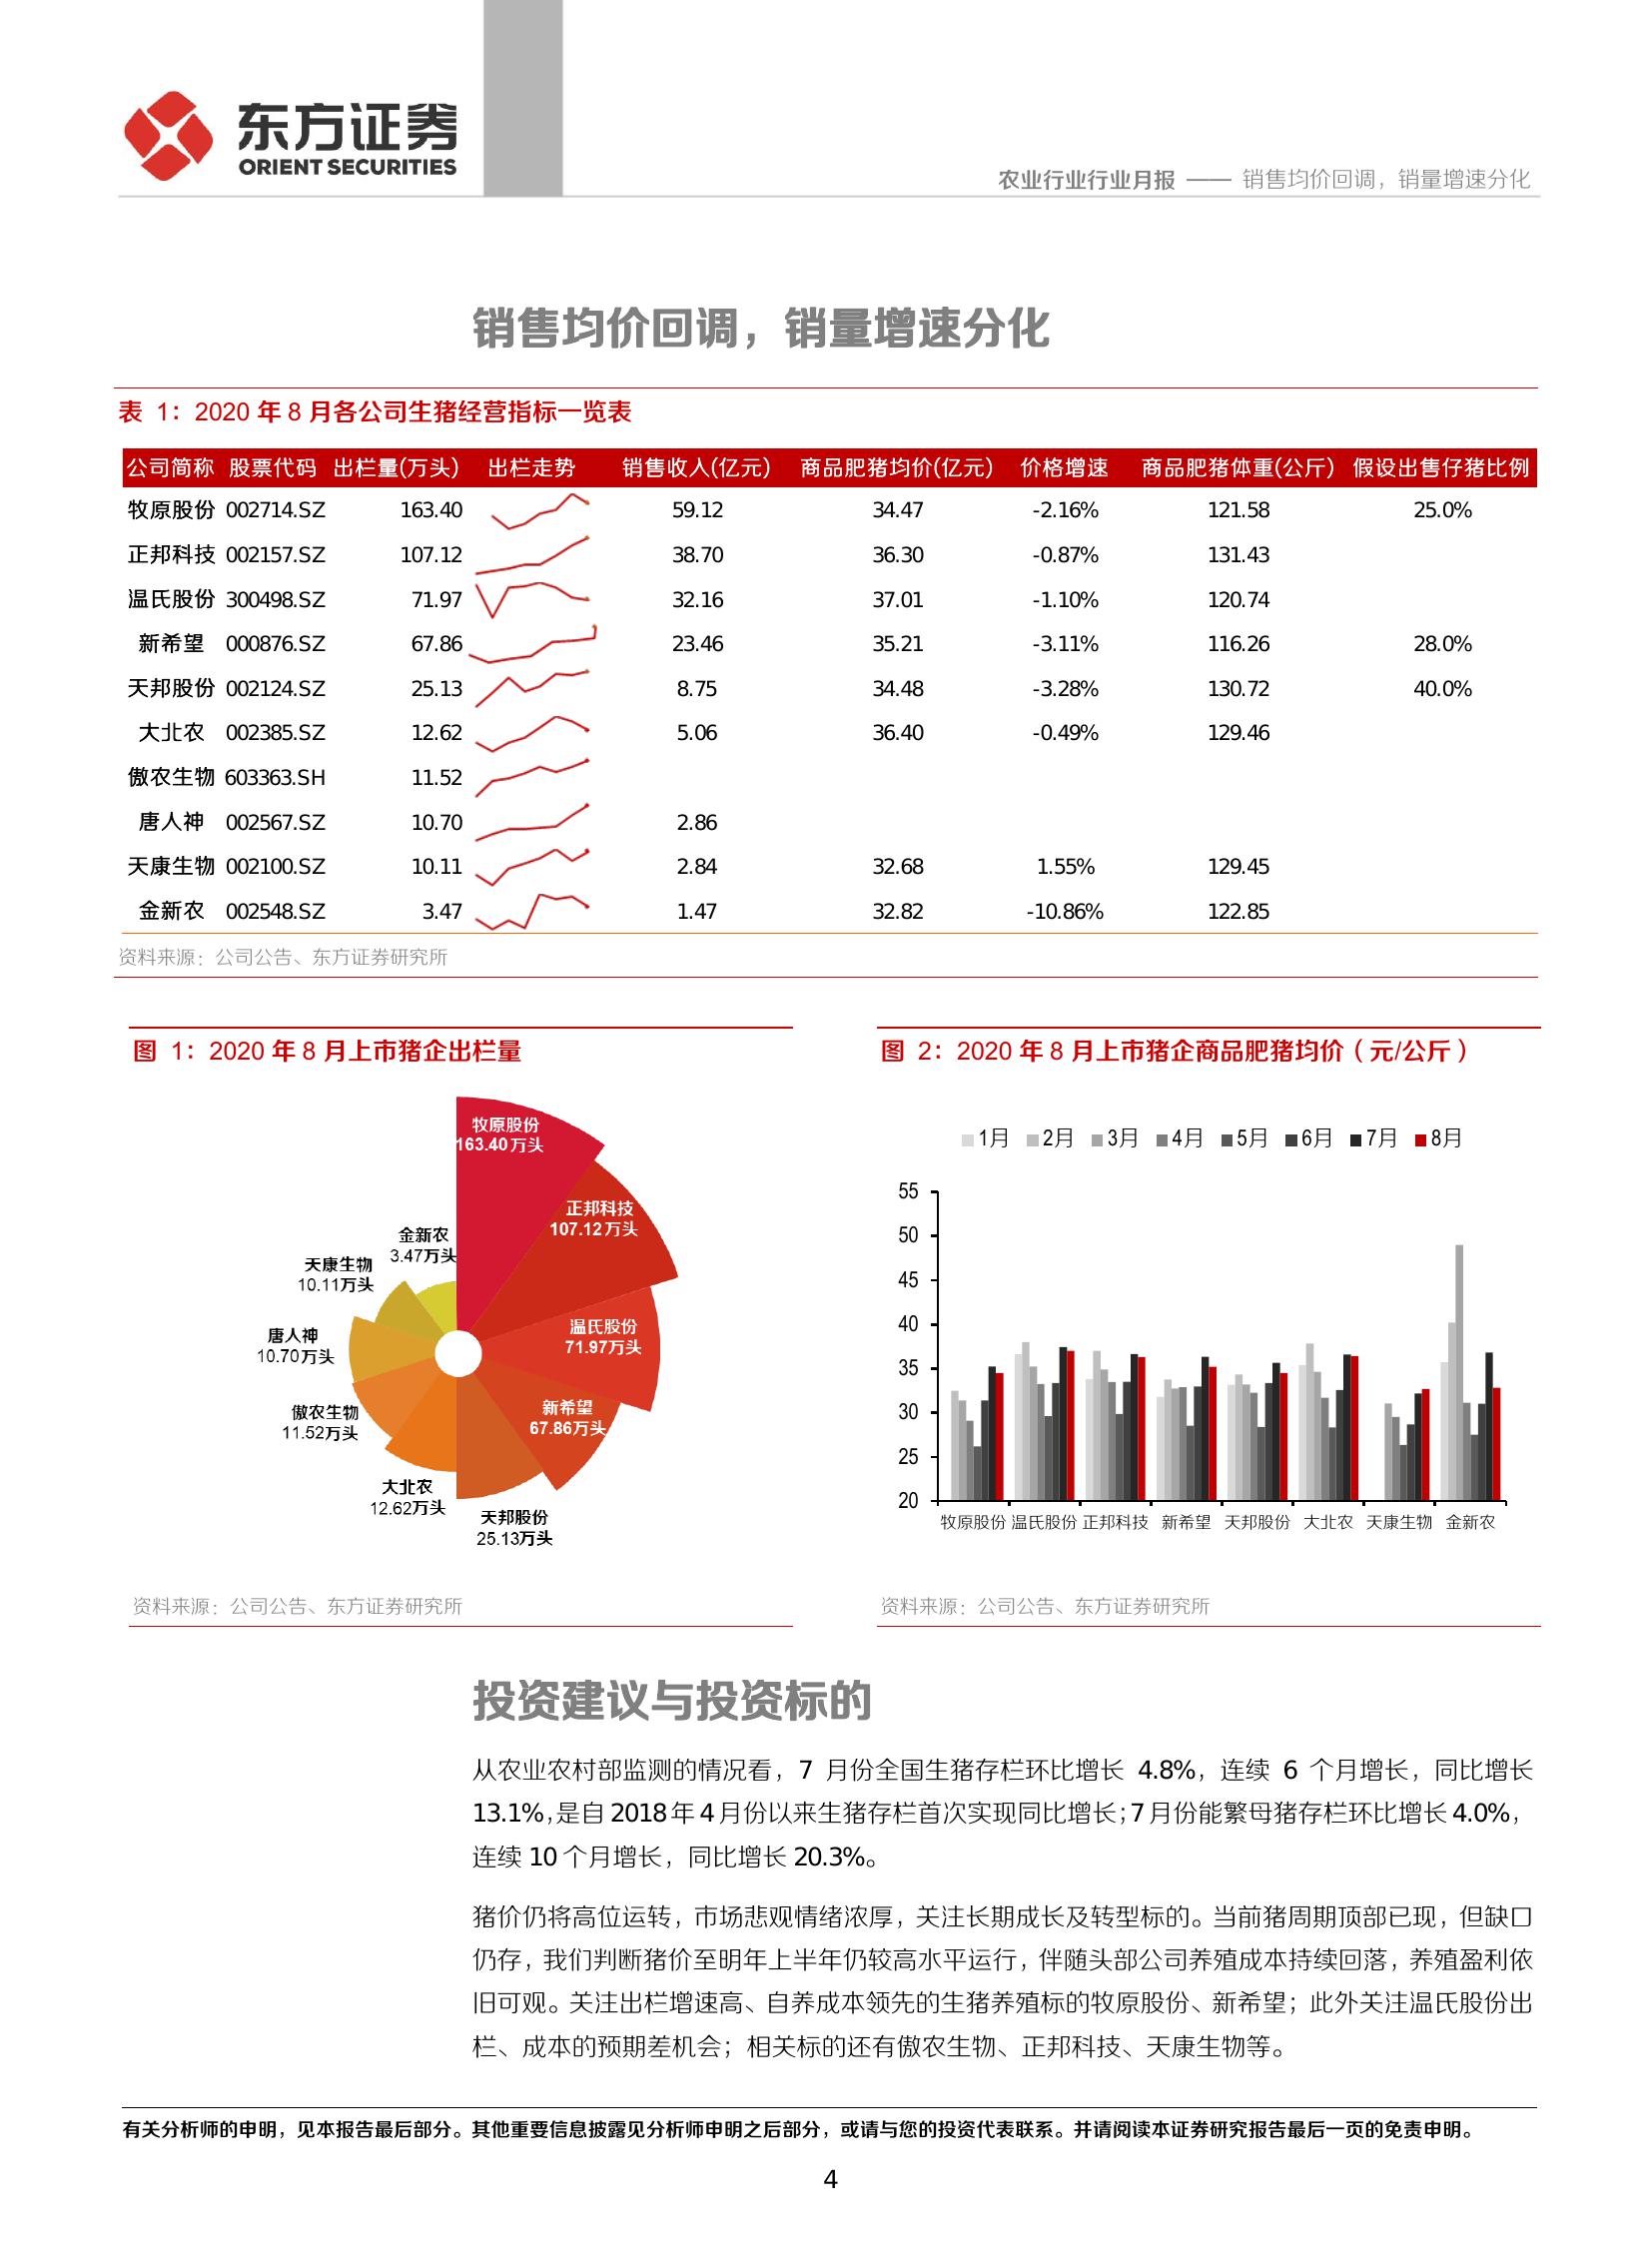 东方证券
ORIENT SECURITIES
农业行业行业月报 —— 销售均价回调，销量增速分化
销售均价回调，销量增速分化
表 1：2020 年 8 月各公司生猪经营指标一览表
公司简称 股票代码 出栏量(万头) 出栏走势 销售收入(亿元) 商品肥猪均价(亿元) 价格增速 商品肥猪体重(公斤) 假设出售仔猪比例
牧原股份 002714.SZ 163.40 59.12 34.47 -2.16% 121.58 25.0%
正邦科技 002157.SZ 107.12 38.70 36.30 -0.87% 131.43
温氏股份 300498.SZ 71.97 32.16 37.01 -1.10% 120.74
新希望 000876.SZ 67.86 23.46 35.21 -3.11% 116.26 28.0%
天邦股份 002124.SZ 25.13 8.75 34.48 -3.28% 130.72 40.0%
大北农 002385.SZ 12.62 5.06 36.40 -0.49% 129.46
傲农生物 603363.SH 11.52
唐人神 002567.SZ 10.70 2.86
天康生物 002100.SZ 10.11 2.84 32.68 1.55% 129.45
金新农 002548.SZ 3.47 1.47 32.82 -10.86% 122.85
资料来源：公司公告、东方证券研究所
图 1：2020 年 8 月上市猪企出栏量
牧原股份
163.40万头
正邦科技
107.12万头
温氏股份
71.97万头
新希望
67.86万头
天邦股份
25.13万头
大北农
12.62万头
傲农生物
11.52万头
唐人神
10.70万头
天康生物
10.11万头
金新农
3.47万头
资料来源：公司公告、东方证券研究所
图 2：2020 年 8 月上市猪企商品肥猪均价（元/公斤）
1月 2月 3月 4月 5月 6月 7月 8月
55
50
45
40
35
30
25
20
牧原股份 温氏股份 正邦科技 新希望 天邦股份 大北农 天康生物 金新农
资料来源：公司公告、东方证券研究所
投资建议与投资标的
从农业农村部监测的情况看，7 月份全国生猪存栏环比增长 4.8%，连续 6 个月增长，同比增长
13.1%，是自 2018 年 4 月份以来生猪存栏首次实现同比增长；7 月份能繁母猪存栏环比增长 4.0%，
连续 10 个月增长，同比增长 20.3%。
猪价仍将高位运转，市场悲观情绪浓厚，关注长期成长及转型标的。当前猪周期顶部已现，但缺口
仍存，我们判断猪价至明年上半年仍较高水平运行，伴随头部公司养殖成本持续回落，养殖盈利依
旧可观。关注出栏增速高、自养成本领先的生猪养殖标的牧原股份、新希望；此外关注温氏股份出
栏、成本的预期差机会；相关标的还有傲农生物、正邦科技、天康生物等。
有关分析师的申明，见本报告最后部分。其他重要信息披露见分析师申明之后部分，或请与您的投资代表联系。并请阅读本证券研究报告最后一页的免责申明。
4